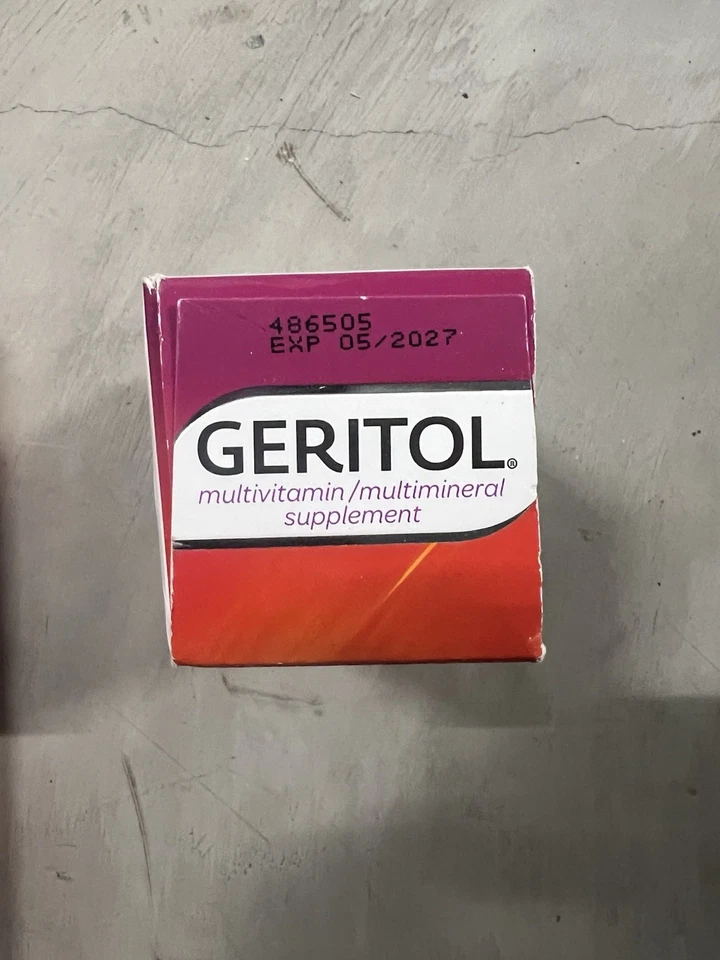 486505
EXP 05/2027
GERITOL®
multivitamin/multimineral
supplement